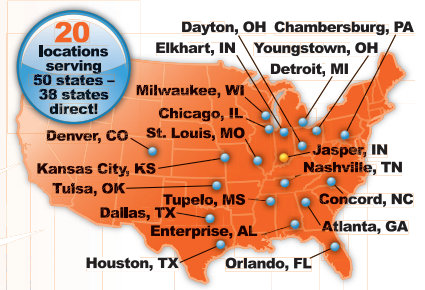 20
locations
serving
50 states –
38 states
direct!
Dayton, OH
Chambersburg, PA
Elkhart, IN
Youngstown, OH
Detroit, MI
Milwaukee, WI
Chicago, IL
Denver, CO
St. Louis, MO
Jasper, IN
Kansas City, KS
Nashville, TN
Tulsa, OK
Tupelo, MS
Concord, NC
Dallas, TX
Enterprise, AL
Atlanta, GA
Houston, TX
Orlando, FL